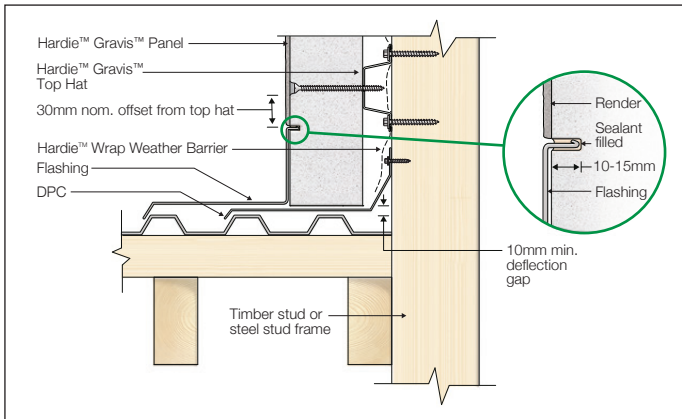 Hardie™ Gravis™ Panel
Hardie™ Gravis™
Top Hat
30mm nom. offset from top hat
Hardie™ Wrap Weather Barrier
Flashing
DPC
Render
Sealant
filled
10-15mm
Flashing
10mm min.
deflection
gap
Timber stud or
steel stud frame